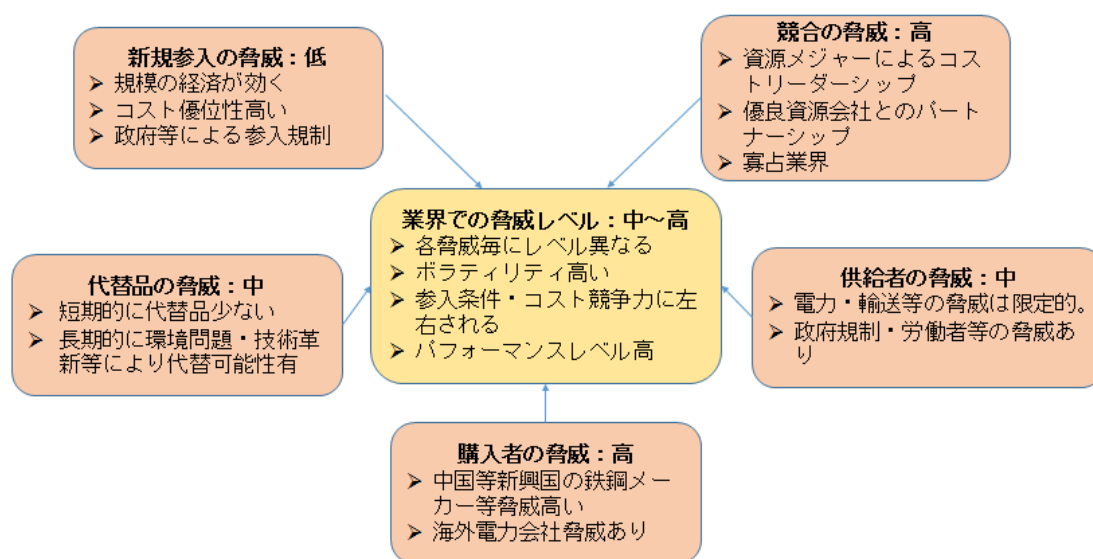 新規参入の脅威：低
➤ 規模の経済が効く
➤ コスト優位性高い
➤ 政府等による参入規制
競合の脅威：高
➤ 資源メジャーによるコス
トリーダーシップ
➤ 優良資源会社とのパート
ナーシップ
➤ 寡占業界
業界での脅威レベル：中～高
➤ 各脅威毎にレベル異なる
➤ ボラティリティ高い
➤ 参入条件・コスト競争力に左
右される
➤ パフォーマンスレベル高
代替品の脅威：中
➤ 短期的に代替品少ない
➤ 長期的に環境問題・技術革
新等により代替可能性有
供給者の脅威：中
➤ 電力・輸送等の脅威は限定的。
➤ 政府規制・労働者等の脅威あ
り
購入者の脅威：高
➤ 中国等新興国の鉄鋼メー
カー等脅威高い
➤ 海外電力会社脅威あり